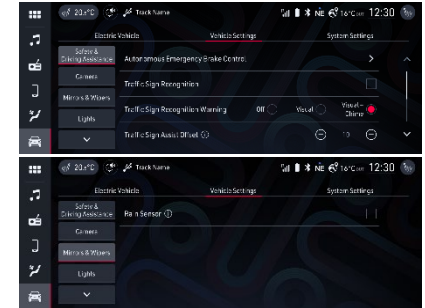 20.5°C Track Name NE 16°C 12:30
Electric Vehicle Vehicle Settings System Settings
Safety &
Driving Assistance
Camera
Mirrors & Wipers
Lights
Autonomous Emergency Brake Control
Traffic Sign Recognition
Traffic Sign Recognition Warning Off Visual Visual +
Chime
Traffic Sign Assist Offset 10
20.5°C Track Name NE 16°C 12:30
Electric Vehicle Vehicle Settings System Settings
Safety &
Driving Assistance
Camera
Mirrors & Wipers
Lights
Rain Sensor